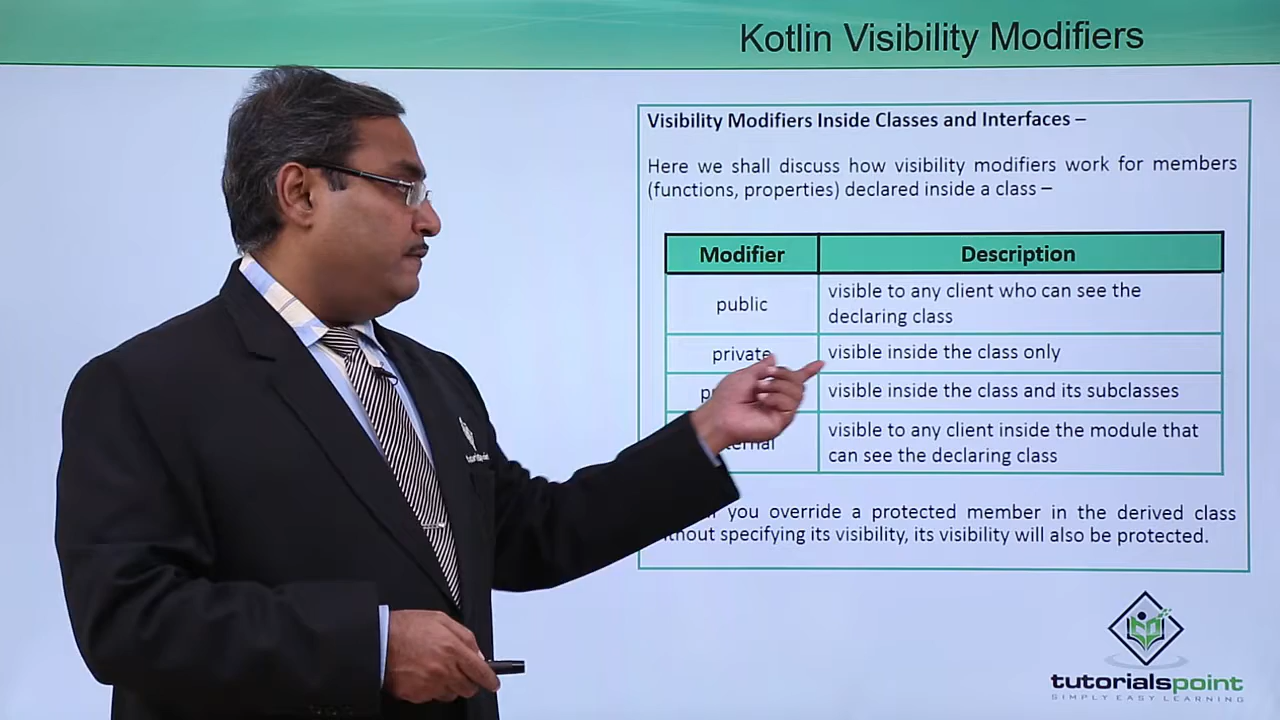 Kotlin Visibility Modifiers
Visibility Modifiers Inside Classes and Interfaces –
Here we shall discuss how visibility modifiers work for members
(functions, properties) declared inside a class –
Modifier Description
public visible to any client who can see the
declaring class
private visible inside the class only
visible inside the class and its subclasses
visible to any client inside the module that
can see the declaring class
you override a protected member in the derived class
specifying its visibility, its visibility will also be protected.
tutorialspoint
SIMPLY EASY LEARNING